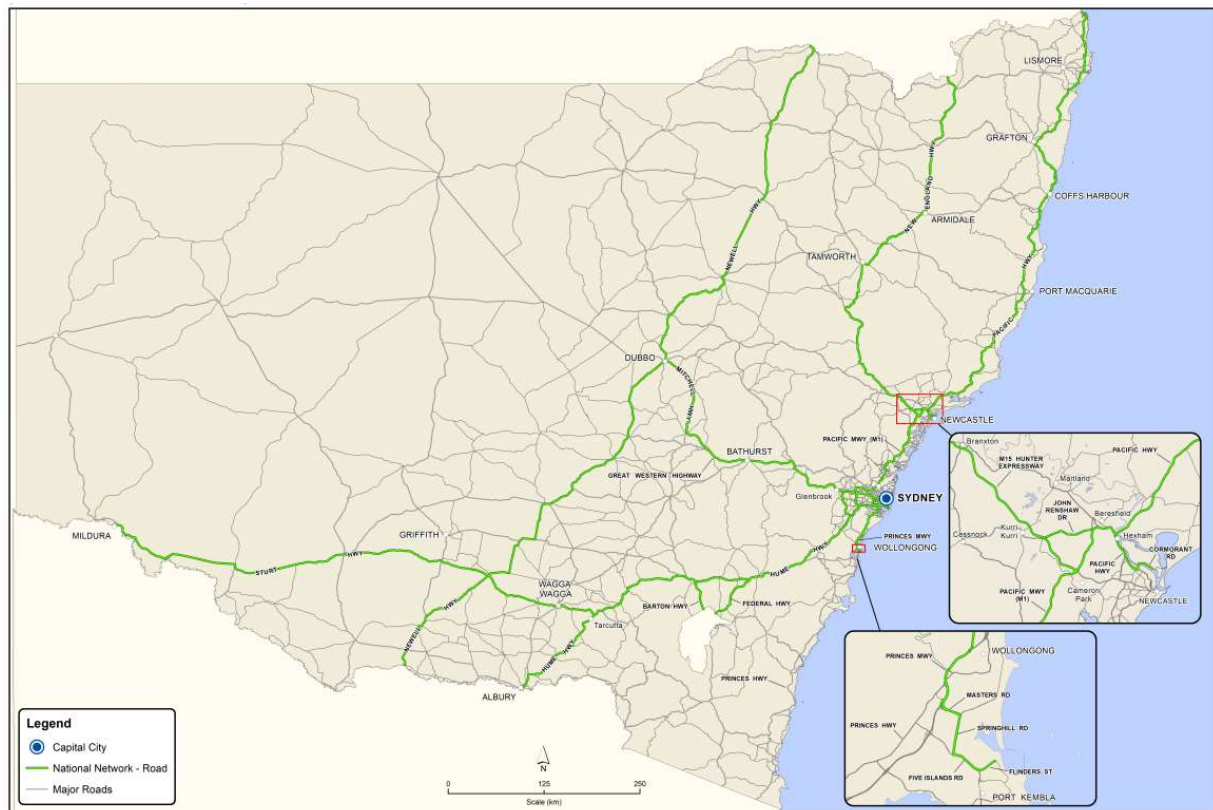 LISMORE
GRAFTON
COFFS HARBOUR
NEW
ENGLAND
HWY
ARMIDALE
TAMWORTH
NEWELL
HWY
PACIFIC
HWY
PORT MACQUARIE
DUBBO
MITCHELL
HWY
NEWCASTLE
PACIFIC MWY (M1)
BATHURST
GREAT WESTERN HIGHWAY
Glenbrook
SYDNEY
PRINCES MWY
WOLLONGONG
MILDURA
STURT
HWY
GRIFFITH
HUME
HWY
WAGGA
WAGGA
BARTON HWY
FEDERAL HWY
Tarcutta
NEWELL
HWY
HUME
HWY
PRINCES HWY
ALBURY
Branxton
M15 HUNTER
EXPRESSWAY
PACIFIC HWY
Maitland
JOHN
RENSHAW
DR
Beresfield
Cessnock
Kurri
Kurri
Hexham
CORMORANT
RD
PACIFIC
HWY
PACIFIC MWY
(M1)
Cameron
Park
NEWCASTLE
PRINCES MWY
WOLLONGONG
MASTERS RD
PRINCES HWY
SPRINGHILL RD
FIVE ISLANDS RD
FLINDERS ST
PORT KEMBLA
Legend
Capital City
National Network - Road
Major Roads
N
0 125 250
Scale (km)